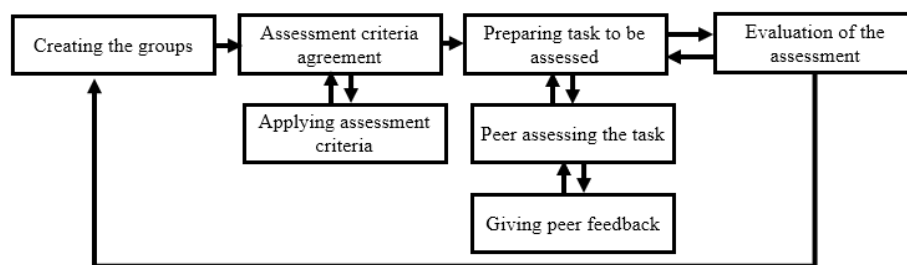 Creating the groups
Assessment criteria
agreement
Preparing task to be
assessed
Evaluation of the
assessment
Applying assessment
criteria
Peer assessing the task
Giving peer feedback